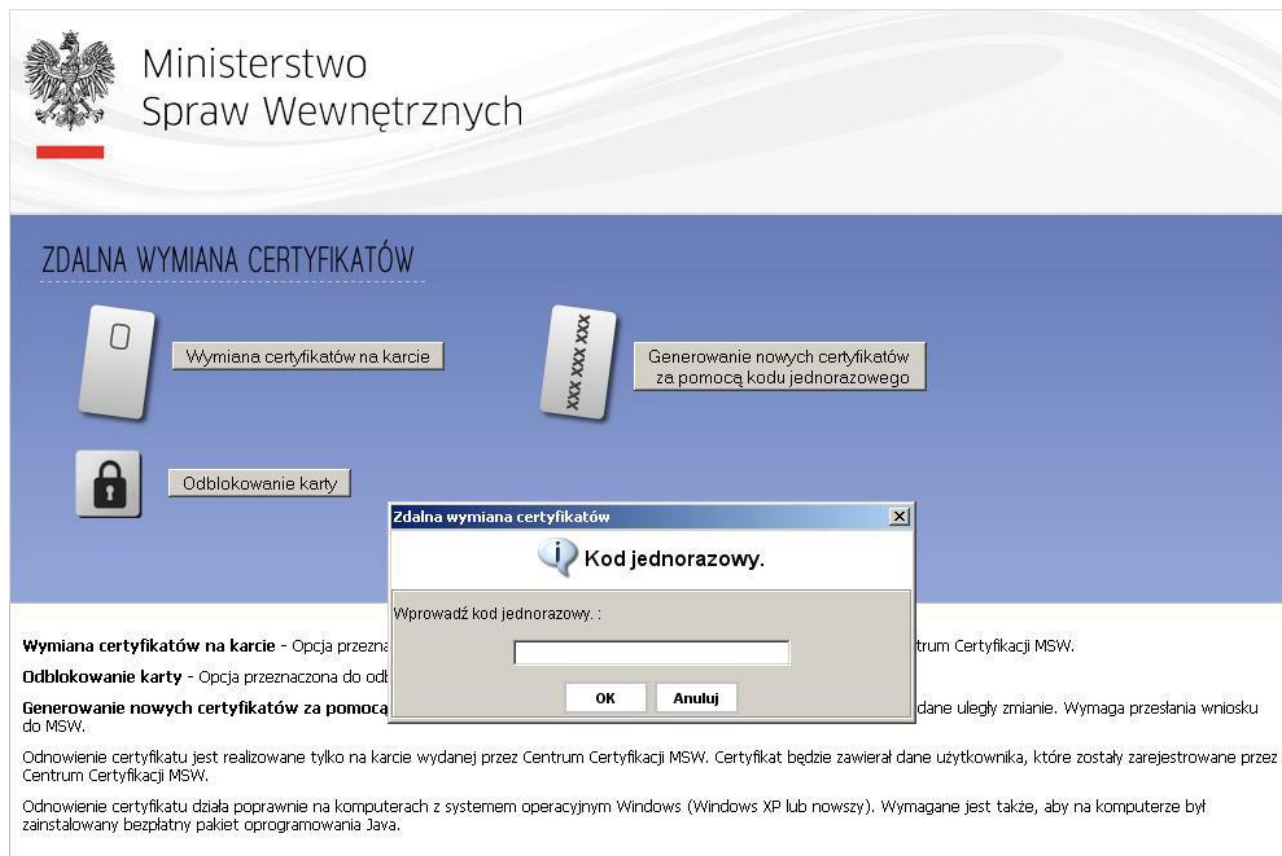 Ministerstwo
Spraw Wewnętrznych
ZDALNA WYMIANA CERTYFIKATÓW
Wymiana certyfikatów na karcie
XXX XXX XXX
Generowanie nowych certyfikatów
za pomocą kodu jednorazowego
Odblokowanie karty
Zdalna wymiana certyfikatów
Kod jednorazowy.
Wprowadź kod jednorazowy. :
OK Anuluj
Wymiana certyfikatów na karcie - Opcja przezna trum Certyfikacji MSW.
Odblokowanie karty - Opcja przeznaczona do od
Generowanie nowych certyfikatów za pomocą dane uległy zmianie. Wymaga przesłania wniosku
do MSW.
Odnowienie certyfikatu jest realizowane tylko na karcie wydanej przez Centrum Certyfikacji MSW. Certyfikat będzie zawierał dane użytkownika, które zostały zarejestrowane przez
Centrum Certyfikacji MSW.
Odnowienie certyfikatu działa poprawnie na komputerach z systemem operacyjnym Windows (Windows XP lub nowszy). Wymagane jest także, aby na komputerze był
zainstalowany bezpłatny pakiet oprogramowania Java.